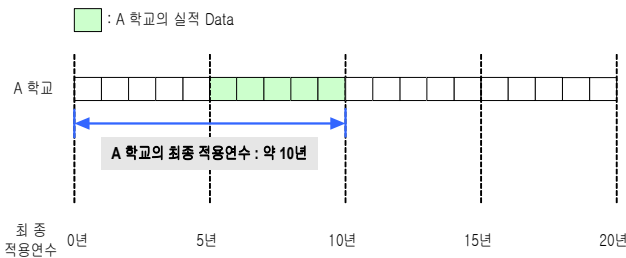 : A 학교의 실적 Data
A 학교
A 학교의 최종 적용연수 : 약 10년
최 종
적용연수
0년
5년
10년
15년
20년